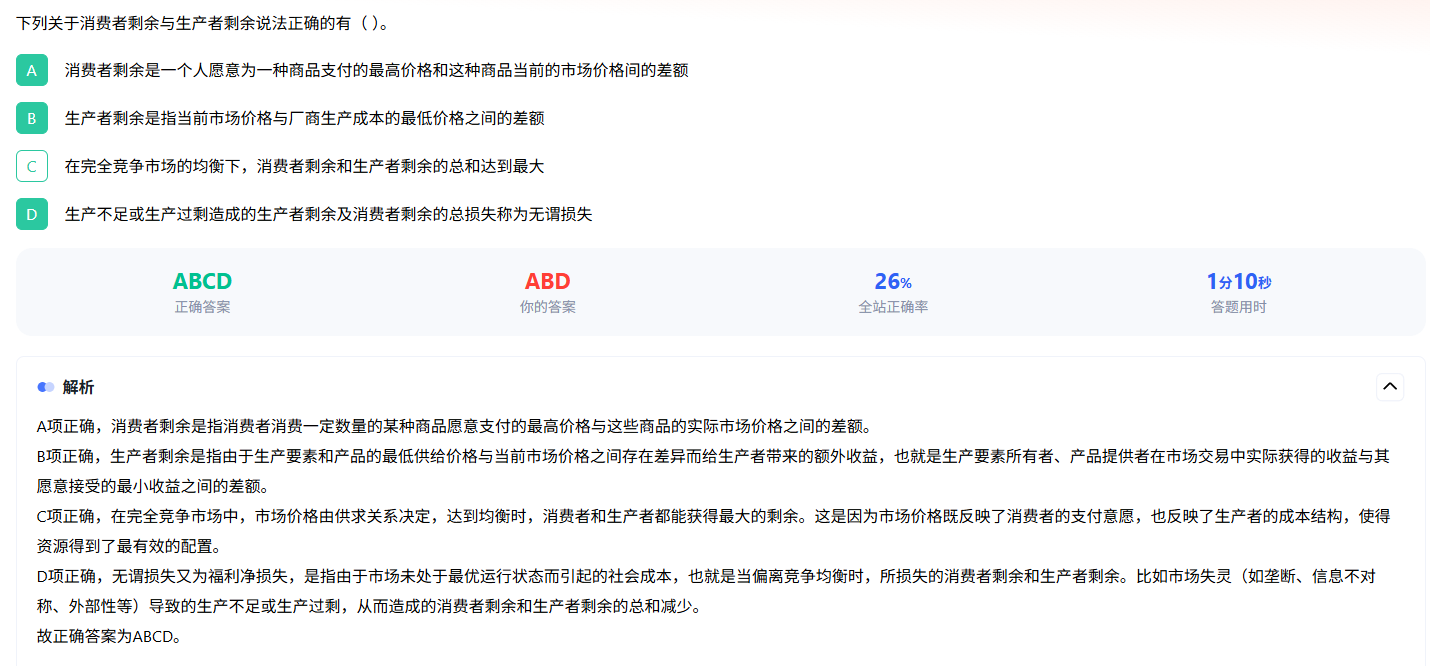 下列关于消费者剩余与生产者剩余说法正确的有（ ）。
A 消费者剩余是一个人愿意为一种商品支付的最高价格和这种商品当前的市场价格间的差额
B 生产者剩余是指当前市场价格与厂商生产成本的最低价格之间的差额
C 在完全竞争市场的均衡下，消费者剩余和生产者剩余的总和达到最大
D 生产不足或生产过剩造成的生产者剩余及消费者剩余的总损失称为无谓损失
ABCD ABD 26% 1分10秒
正确答案 你的答案 全站正确率 答题用时
解析
A项正确，消费者剩余是指消费者消费一定数量的某种商品愿意支付的最高价格与这些商品的实际市场价格之间的差额。
B项正确，生产者剩余是指由于生产要素和产品的最低供给价格与当前市场价格之间存在差异而给生产者带来的额外收益，也就是生产要素所有者、产品提供者在市场交易中实际获得的收益与其
愿意接受的最小收益之间的差额。
C项正确，在完全竞争市场中，市场价格由供求关系决定，达到均衡时，消费者和生产者都能获得最大的剩余。这是因为市场价格既反映了消费者的支付意愿，也反映了生产者的成本结构，使得
资源得到了最有效的配置。
D项正确，无谓损失又为福利净损失，是指由于市场未处于最优运行状态而引起的社会成本，也就是当偏离竞争均衡时，所损失的消费者剩余和生产者剩余。比如市场失灵（如垄断、信息不对
称、外部性等）导致的生产不足或生产过剩，从而造成的消费者剩余和生产者剩余的总和减少。
故正确答案为ABCD。